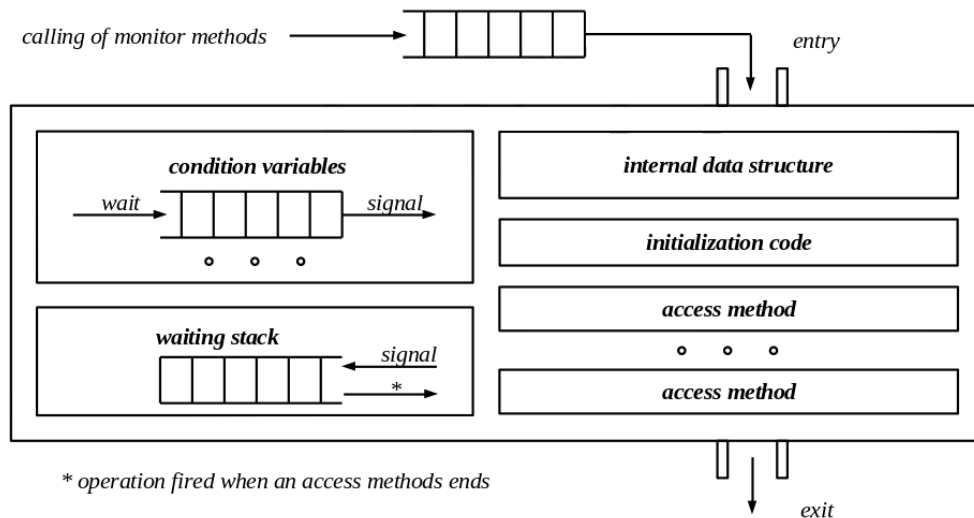 calling of monitor methods
entry
condition variables
wait
signal
internal data structure
initialization code
access method
waiting stack
signal
*
access method
* operation fired when an access methods ends
exit